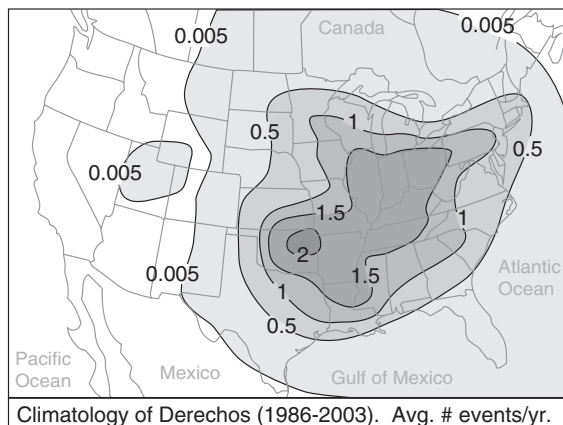 0.005
0.005
Canada
0.5
1
0.5
0.005
1.5
1
2
0.005
1.5
1
0.5
Atlantic
Ocean
Pacific
Ocean
Mexico
Gulf of Mexico
Climatology of Derechos (1986-2003). Avg. # events/yr.